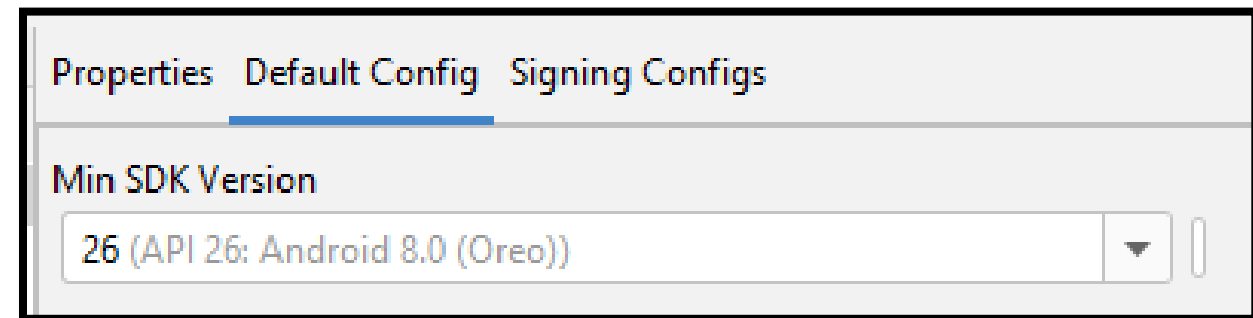 Properties Default Config Signing Configs
Min SDK Version
26 (API 26: Android 8.0 (Oreo))